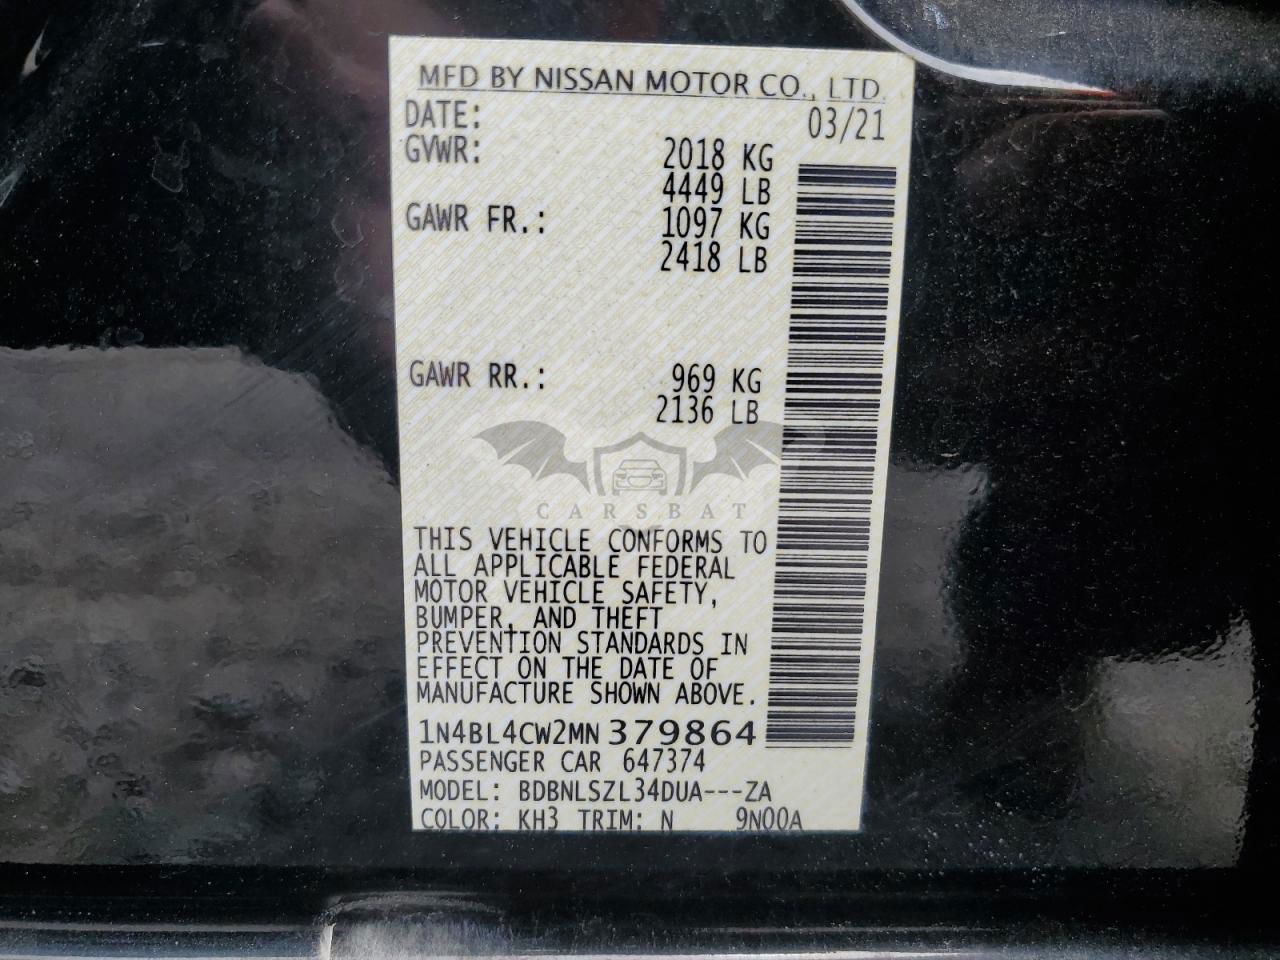 MFD BY NISSAN MOTOR CO., LTD.
DATE: 03/21
GVWR: 2018 KG
4449 LB
GAWR FR.: 1097 KG
2418 LB
GAWR RR.: 969 KG
2136 LB
CARSBAT
THIS VEHICLE CONFORMS TO
ALL APPLICABLE FEDERAL
MOTOR VEHICLE SAFETY,
BUMPER, AND THEFT
PREVENTION STANDARDS IN
EFFECT ON THE DATE OF
MANUFACTURE SHOWN ABOVE.
1N4BL4CW2MN379864
PASSENGER CAR 647374
MODEL: BDBNLSZL34DUA---ZA
COLOR: KH3 TRIM: N 9N00A